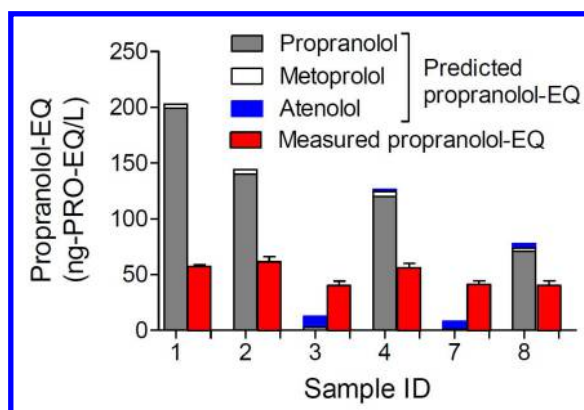 Propranolol-EQ
(ng-PRO-EQ/L)
250
200
150
100
50
0
Propranolol
Metoprolol
Atenolol
Predicted
propranolol-EQ
Measured propranolol-EQ
1 2 3 4 7 8
Sample ID